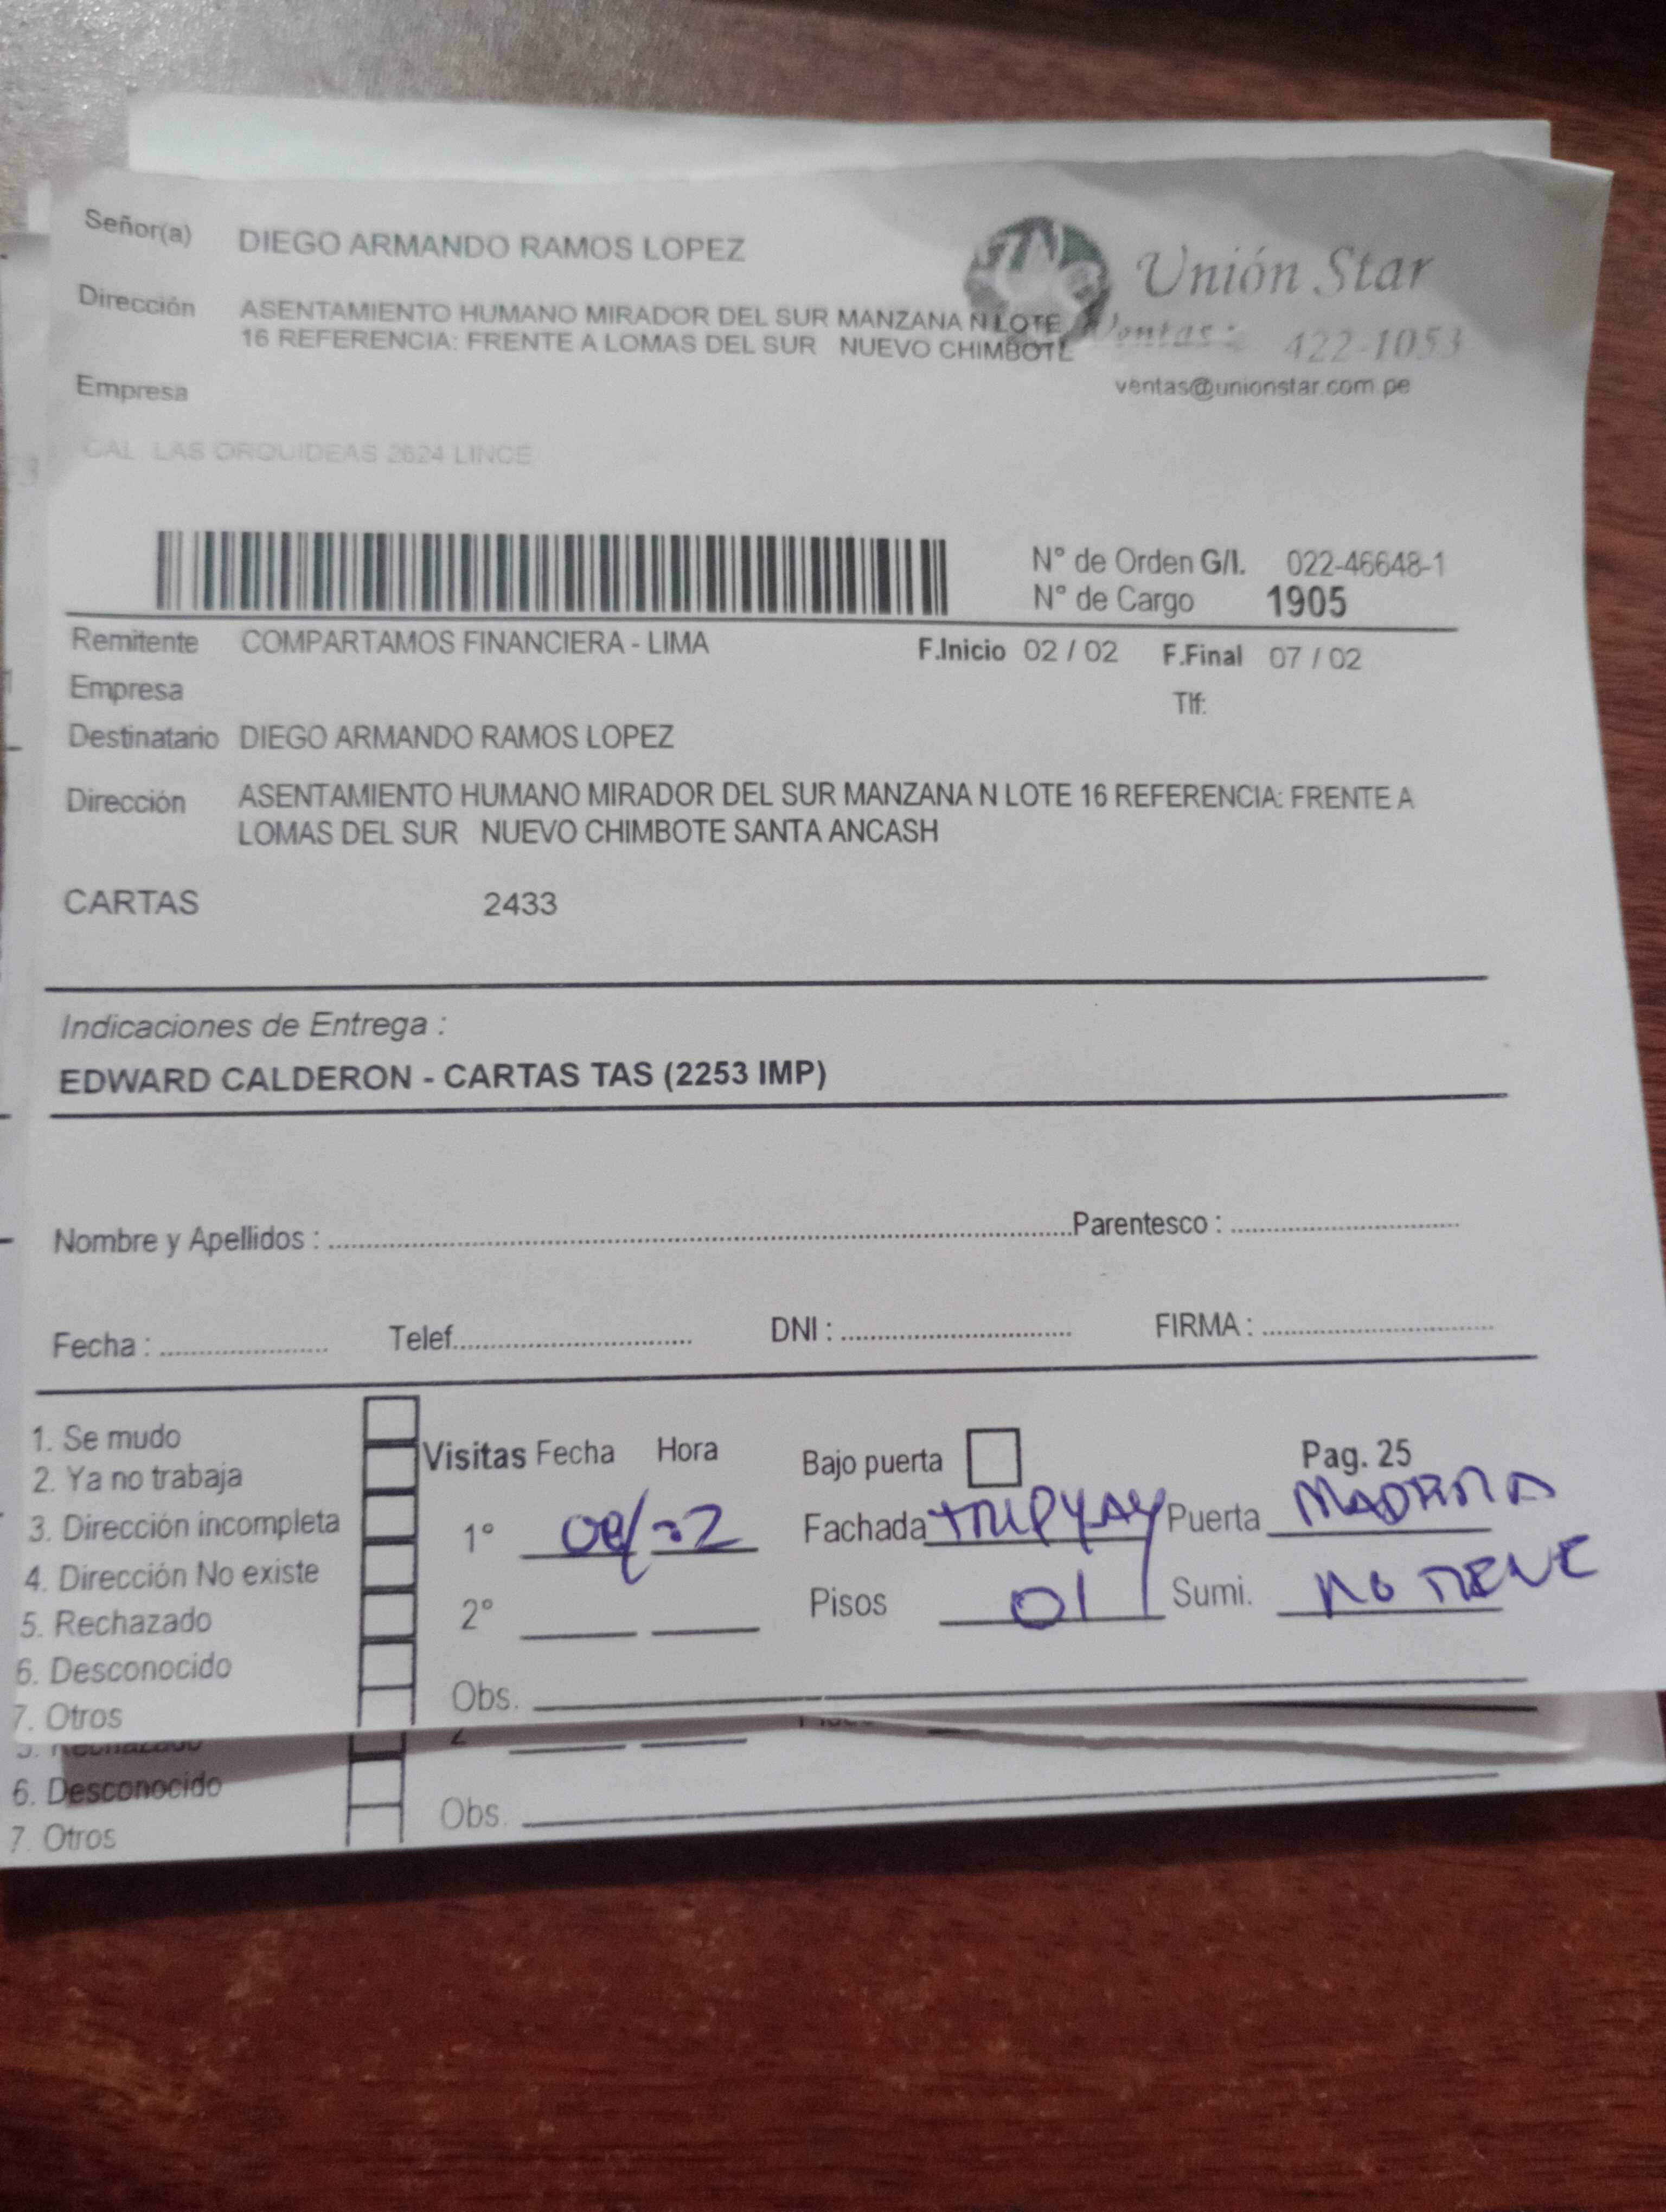 Señor(a) DIEGO ARMANDO RAMOS LOPEZ
Unión Star
Dirección ASENTAMIENTO HUMANO MIRADOR DEL SUR MANZANA N LOTE
16 REFERENCIA: FRENTE A LOMAS DEL SUR NUEVO CHIMBOTE
Ventas: 422-1053
ventas@unionstar.com.pe
Empresa
CAL. LAS ORQUIDEAS 2624 LINCE
N° de Orden G/I. 022-46648-1
N° de Cargo 1905
Remitente COMPARTAMOS FINANCIERA - LIMA F.Inicio 02 / 02 F.Final 07 / 02
Empresa Tlf:
Destinatario DIEGO ARMANDO RAMOS LOPEZ
Dirección ASENTAMIENTO HUMANO MIRADOR DEL SUR MANZANA N LOTE 16 REFERENCIA: FRENTE A
LOMAS DEL SUR NUEVO CHIMBOTE SANTA ANCASH
CARTAS 2433
Indicaciones de Entrega :
EDWARD CALDERON - CARTAS TAS (2253 IMP)
Nombre y Apellidos : Parentesco :
Fecha : Telef. DNI : FIRMA :
1. Se mudo
2. Ya no trabaja
3. Dirección incompleta
4. Dirección No existe
5. Rechazado
6. Desconocido
7. Otros
Visitas Fecha Hora Bajo puerta Pag. 25
1° Fachada TRIPLYAY Puerta MADERA
2° Pisos 01 Sumi. NO TIENE
Obs.
5. Rechazado
6. Desconocido
7. Otros
2°
Obs.